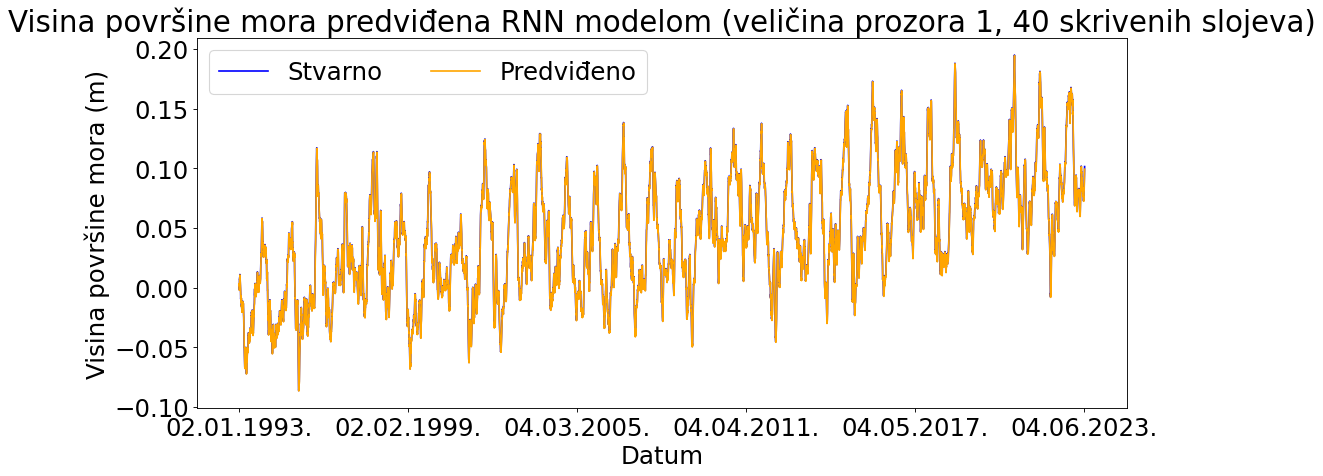 Visina površine mora predviđena RNN modelom (veličina prozora 1, 40 skrivenih slojeva)
Stvarno
Predviđeno
Visina površine mora (m)
0.20
0.15
0.10
0.05
0.00
−0.05
−0.10
02.01.1993.
02.02.1999.
04.03.2005.
04.04.2011.
04.05.2017.
04.06.2023.
Datum